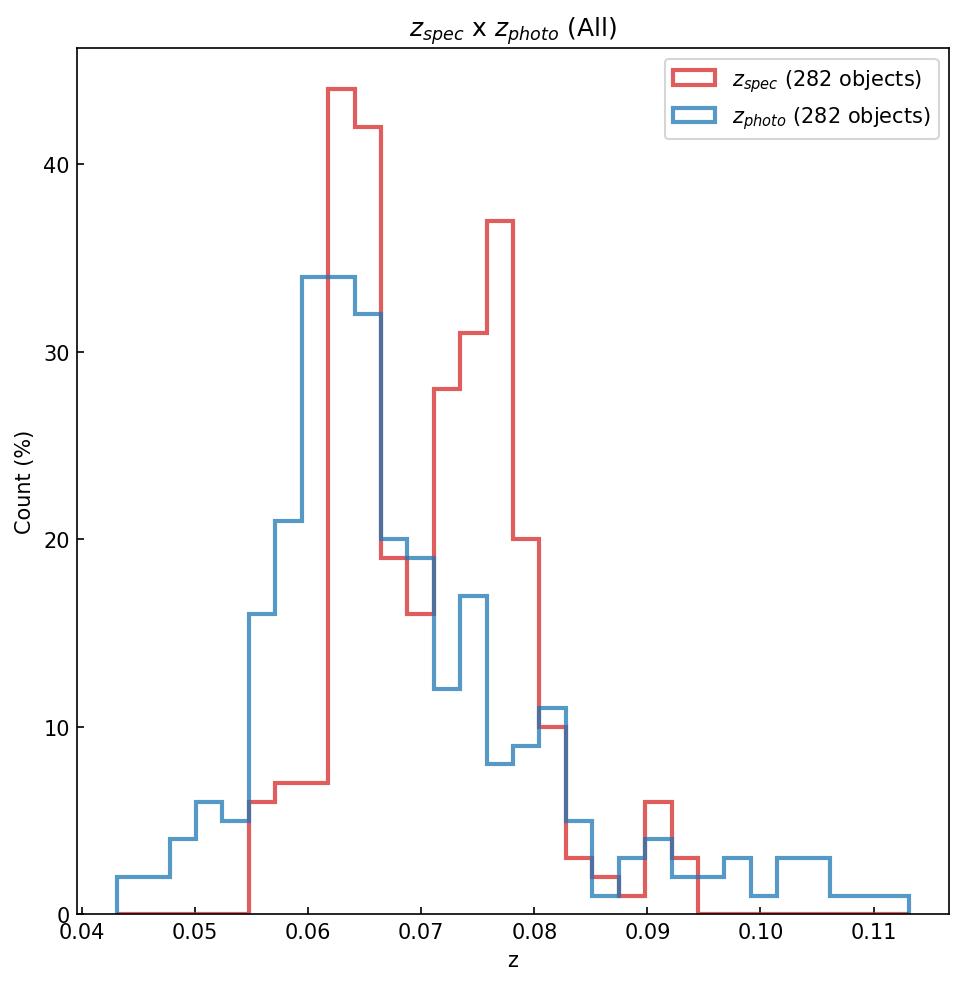 z_spec x z_photo (All)
z_spec (282 objects)
z_photo (282 objects)
Count (%)
40
30
20
10
0
0.04 0.05 0.06 0.07 0.08 0.09 0.10 0.11
z